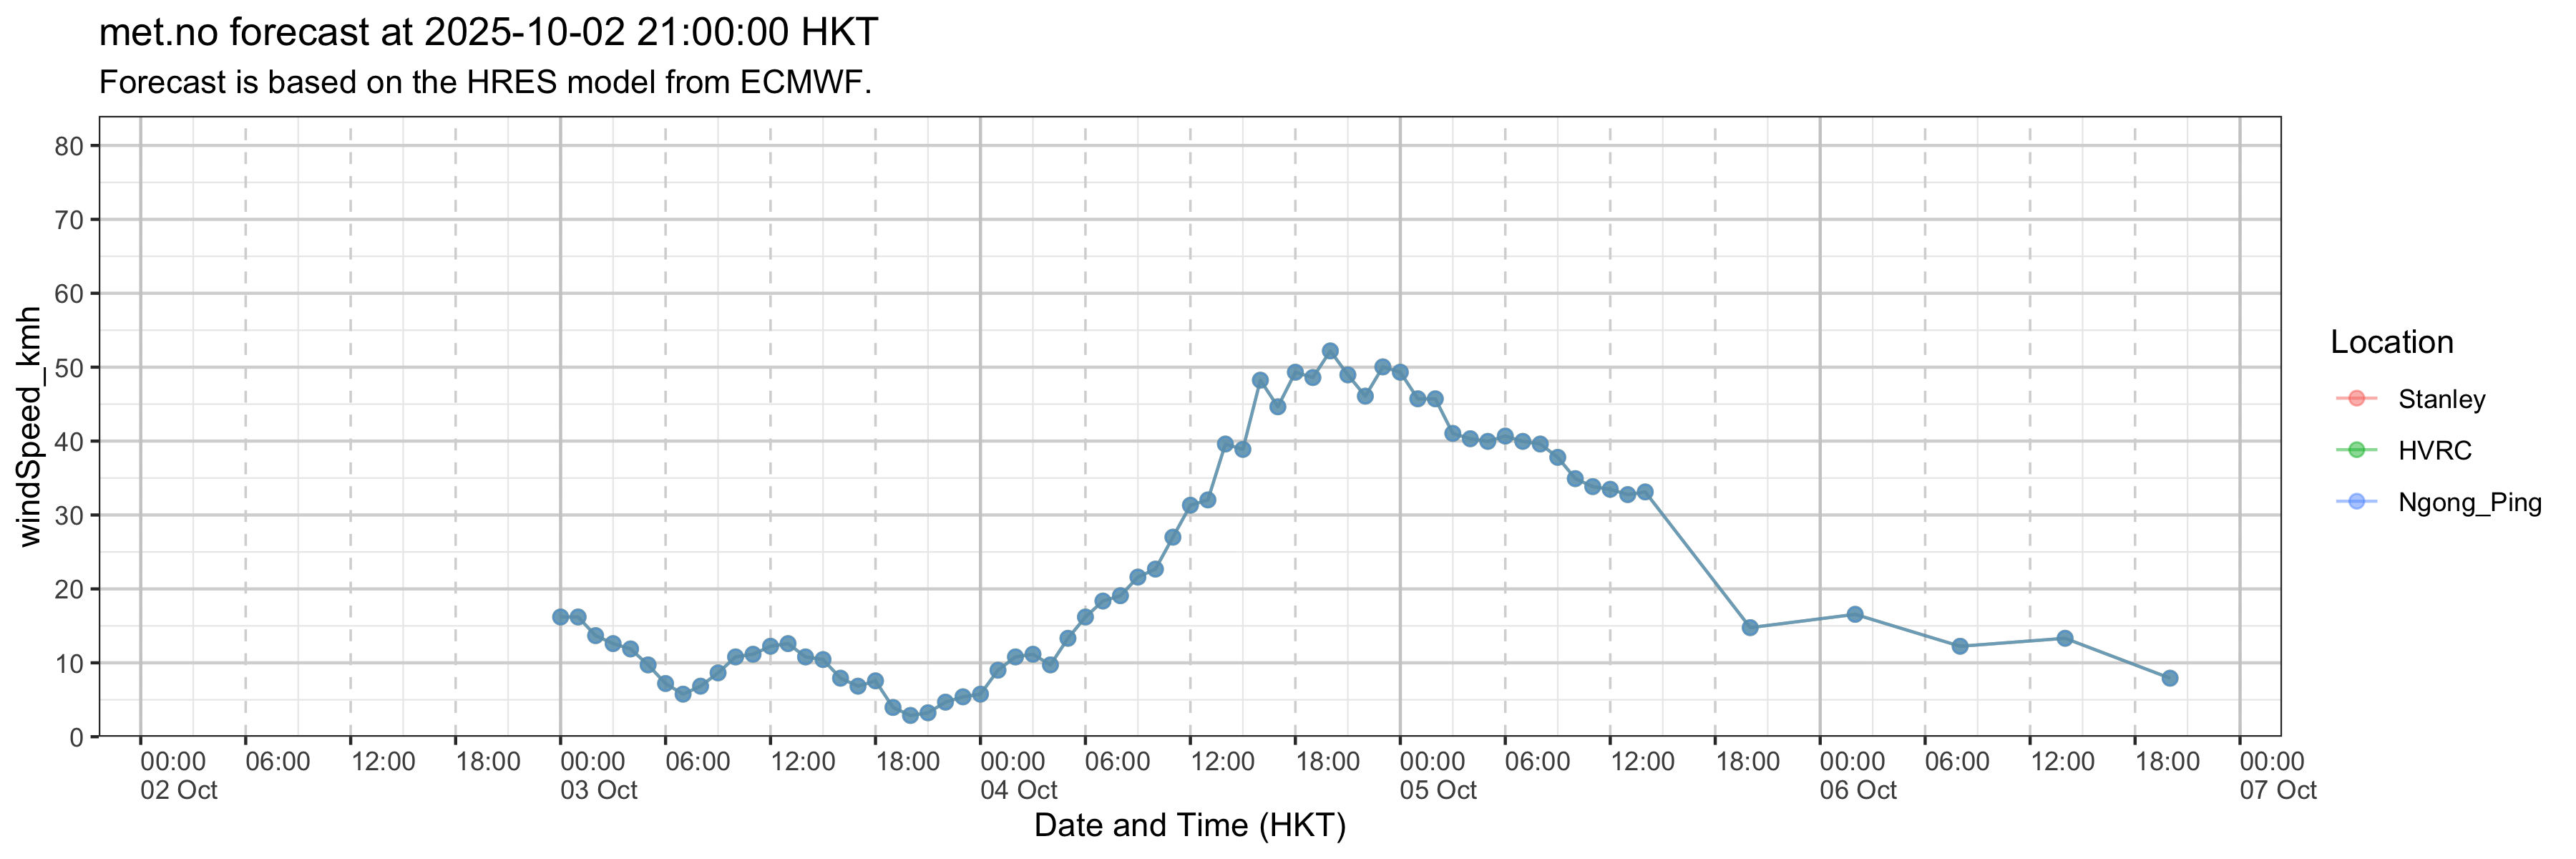 met.no forecast at 2025-10-02 21:00:00 HKT
Forecast is based on the HRES model from ECMWF.
windSpeed_kmh
80
70
60
50
40
30
20
10
0
00:00 06:00 12:00 18:00 00:00 06:00 12:00 18:00 00:00 06:00 12:00 18:00 00:00 06:00 12:00 18:00 00:00 06:00 12:00 18:00 00:00
02 Oct 03 Oct 04 Oct 05 Oct 06 Oct 07 Oct
Date and Time (HKT)
Location
Stanley
HVRC
Ngong_Ping